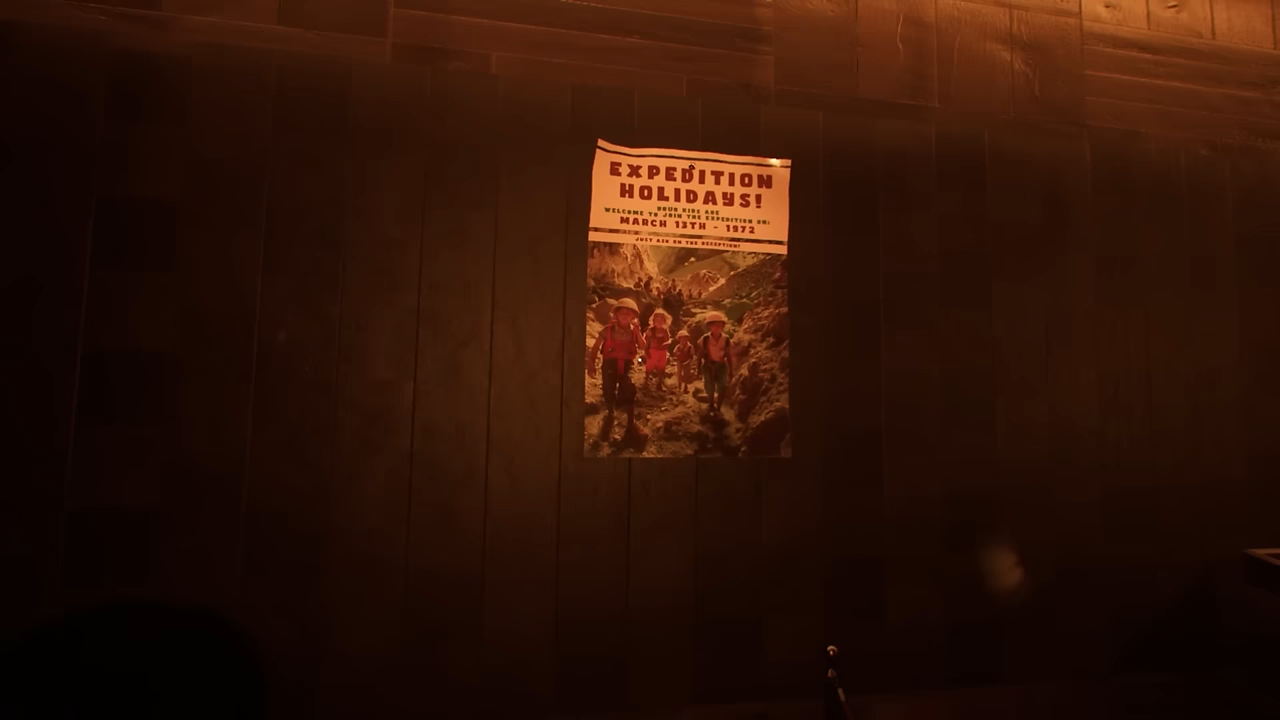 EXPEDITION
HOLIDAYS!
YOUR KIDS ARE
WELCOME TO JOIN THE EXPEDITION ON:
MARCH 13TH - 1972
JUST ASK ON THE RECEPTION!